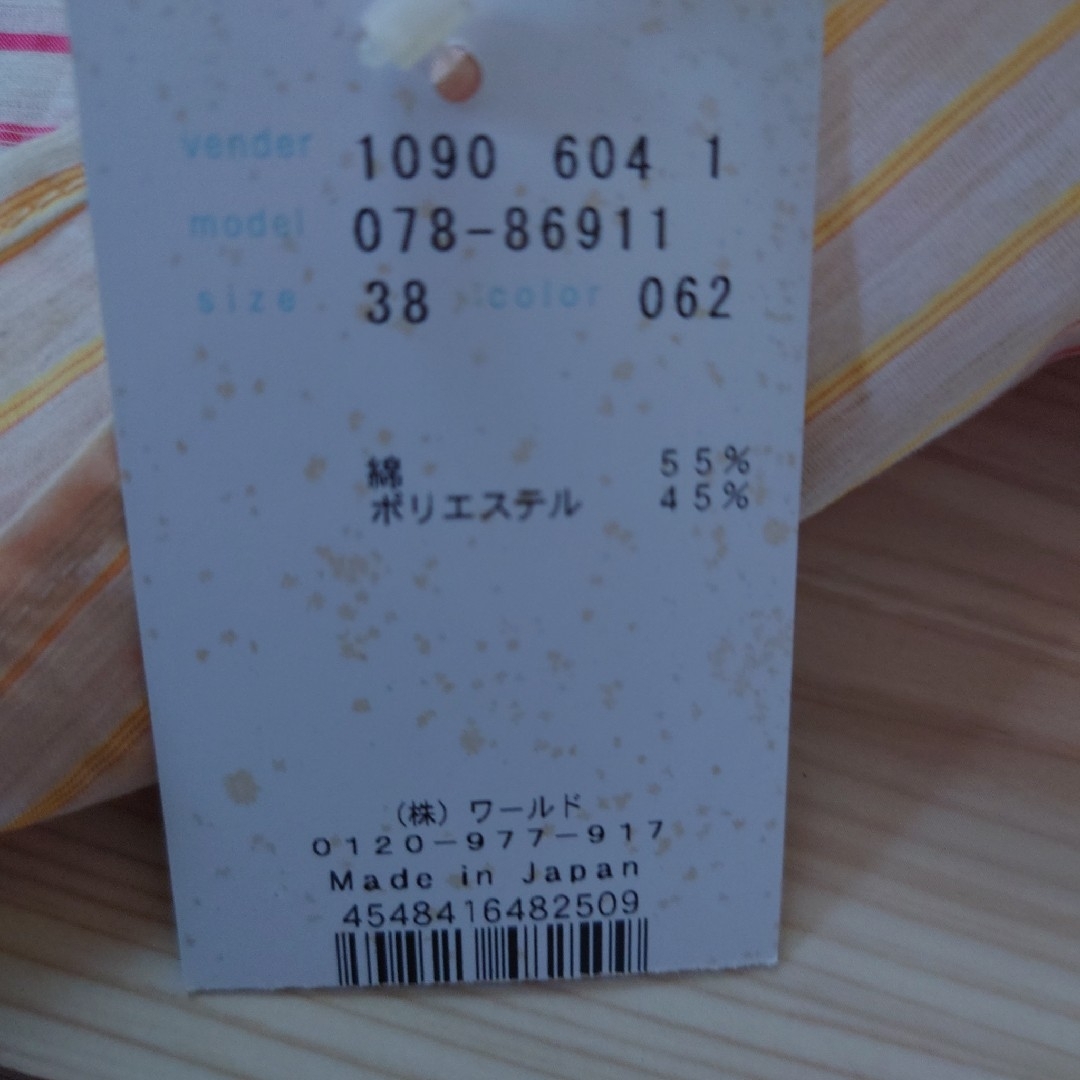 vender 1090 604 1
model 078-86911
size 38 color 062
綿 55%
ポリエステル 45%
(株) ワールド
0120-977-917
Made in Japan
4548416482509